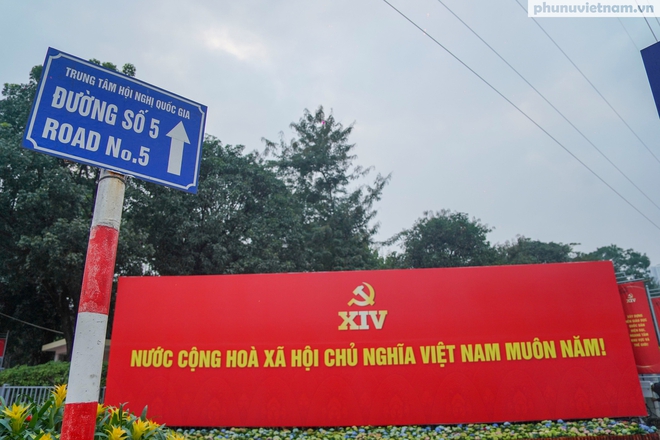 phunuvietnam.vn
TRUNG TÂM HỘI NGHỊ QUỐC GIA
ĐƯỜNG SỐ 5
ROAD No.5
XIV
NƯỚC CỘNG HOÀ XÃ HỘI CHỦ NGHĨA VIỆT NAM MUÔN NĂM!